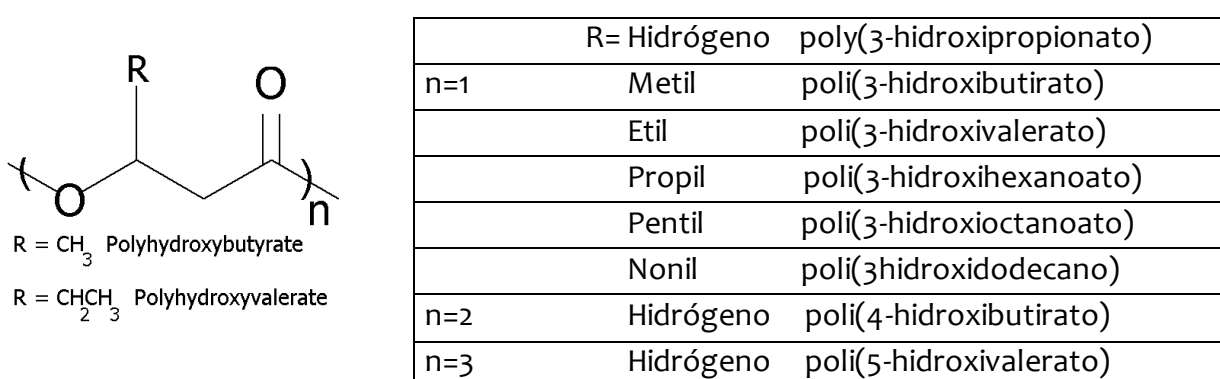 R
O
O
( )n
R = CH3 Polyhydroxybutyrate
R = CH2CH3 Polyhydroxyvalerate
R= Hidrógeno poly(3-hidroxipropionato)
n=1 Metil poli(3-hidroxibutirato)
Etil poli(3-hidroxivalerato)
Propil poli(3-hidroxihexanoato)
Pentil poli(3-hidroxioctanoato)
Nonil poli(3hidroxidodecano)
n=2 Hidrógeno poli(4-hidroxibutirato)
n=3 Hidrógeno poli(5-hidroxivalerato)